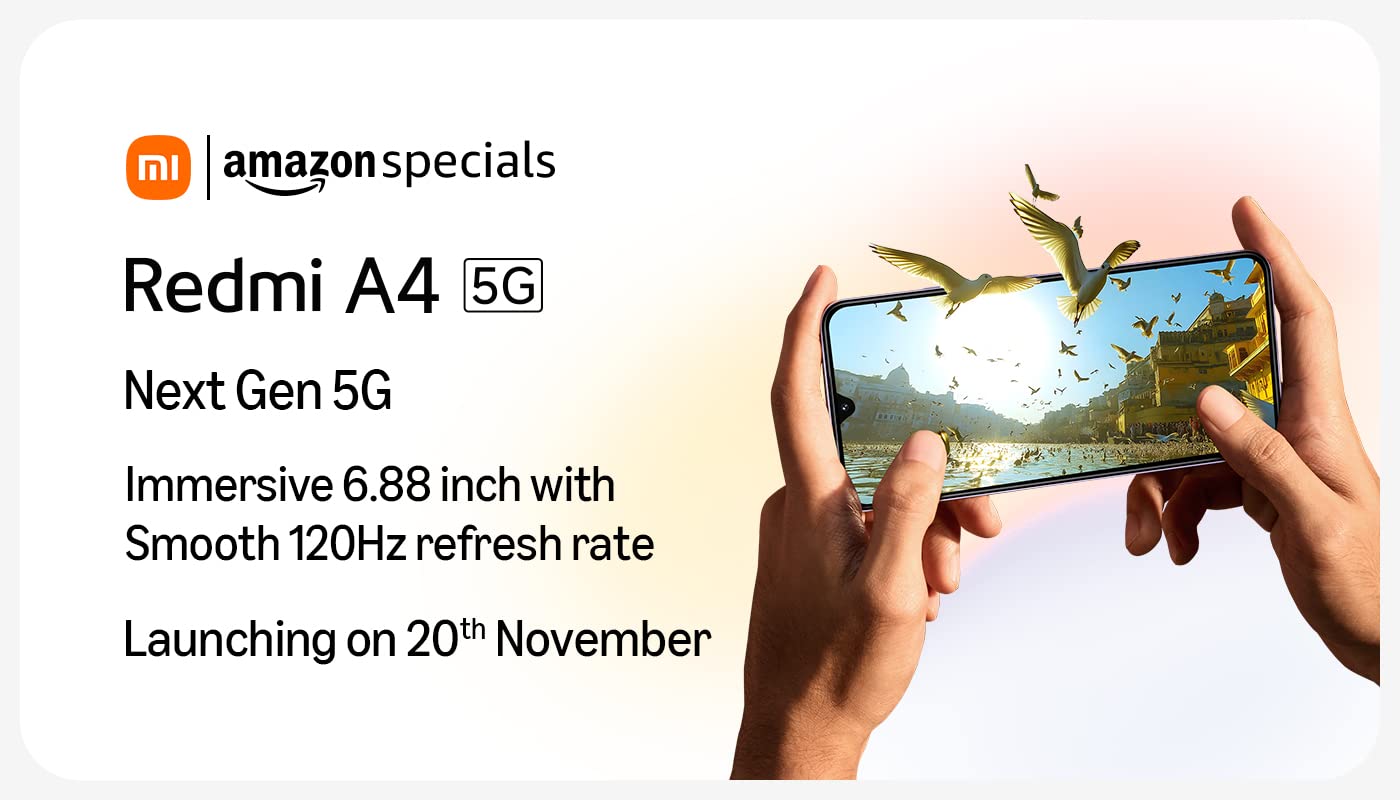 mi | amazon specials
Redmi A4 5G
Next Gen 5G
Immersive 6.88 inch with
Smooth 120Hz refresh rate
Launching on 20th November